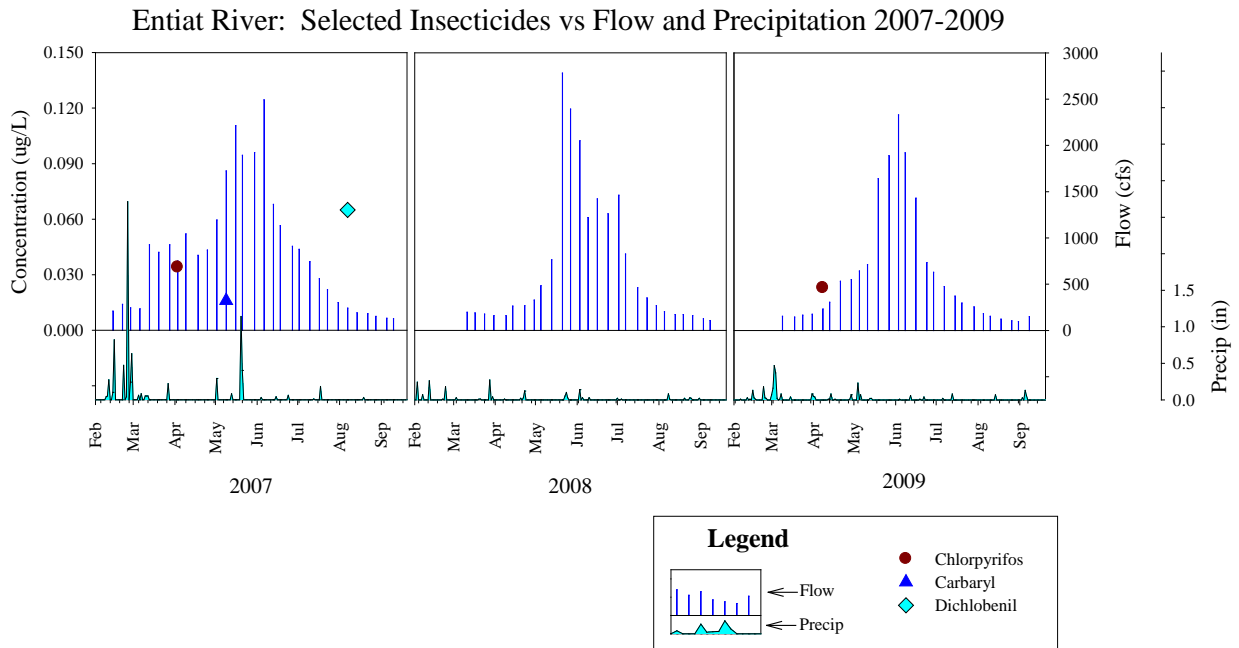 Entiat River: Selected Insecticides vs Flow and Precipitation 2007-2009
Concentration (ug/L)
0.150
0.120
0.090
0.060
0.030
0.000
3000
2500
2000
1500
1000
500
0
Flow (cfs)
1.5
1.0
0.5
0.0
Precip (in)
Feb Mar Apr May Jun Jul Aug Sep
Feb Mar Apr May Jun Jul Aug Sep
Feb Mar Apr May Jun Jul Aug Sep
2007 2008 2009
Legend
Flow
Precip
Chlorpyrifos
Carbaryl
Dichlobenil